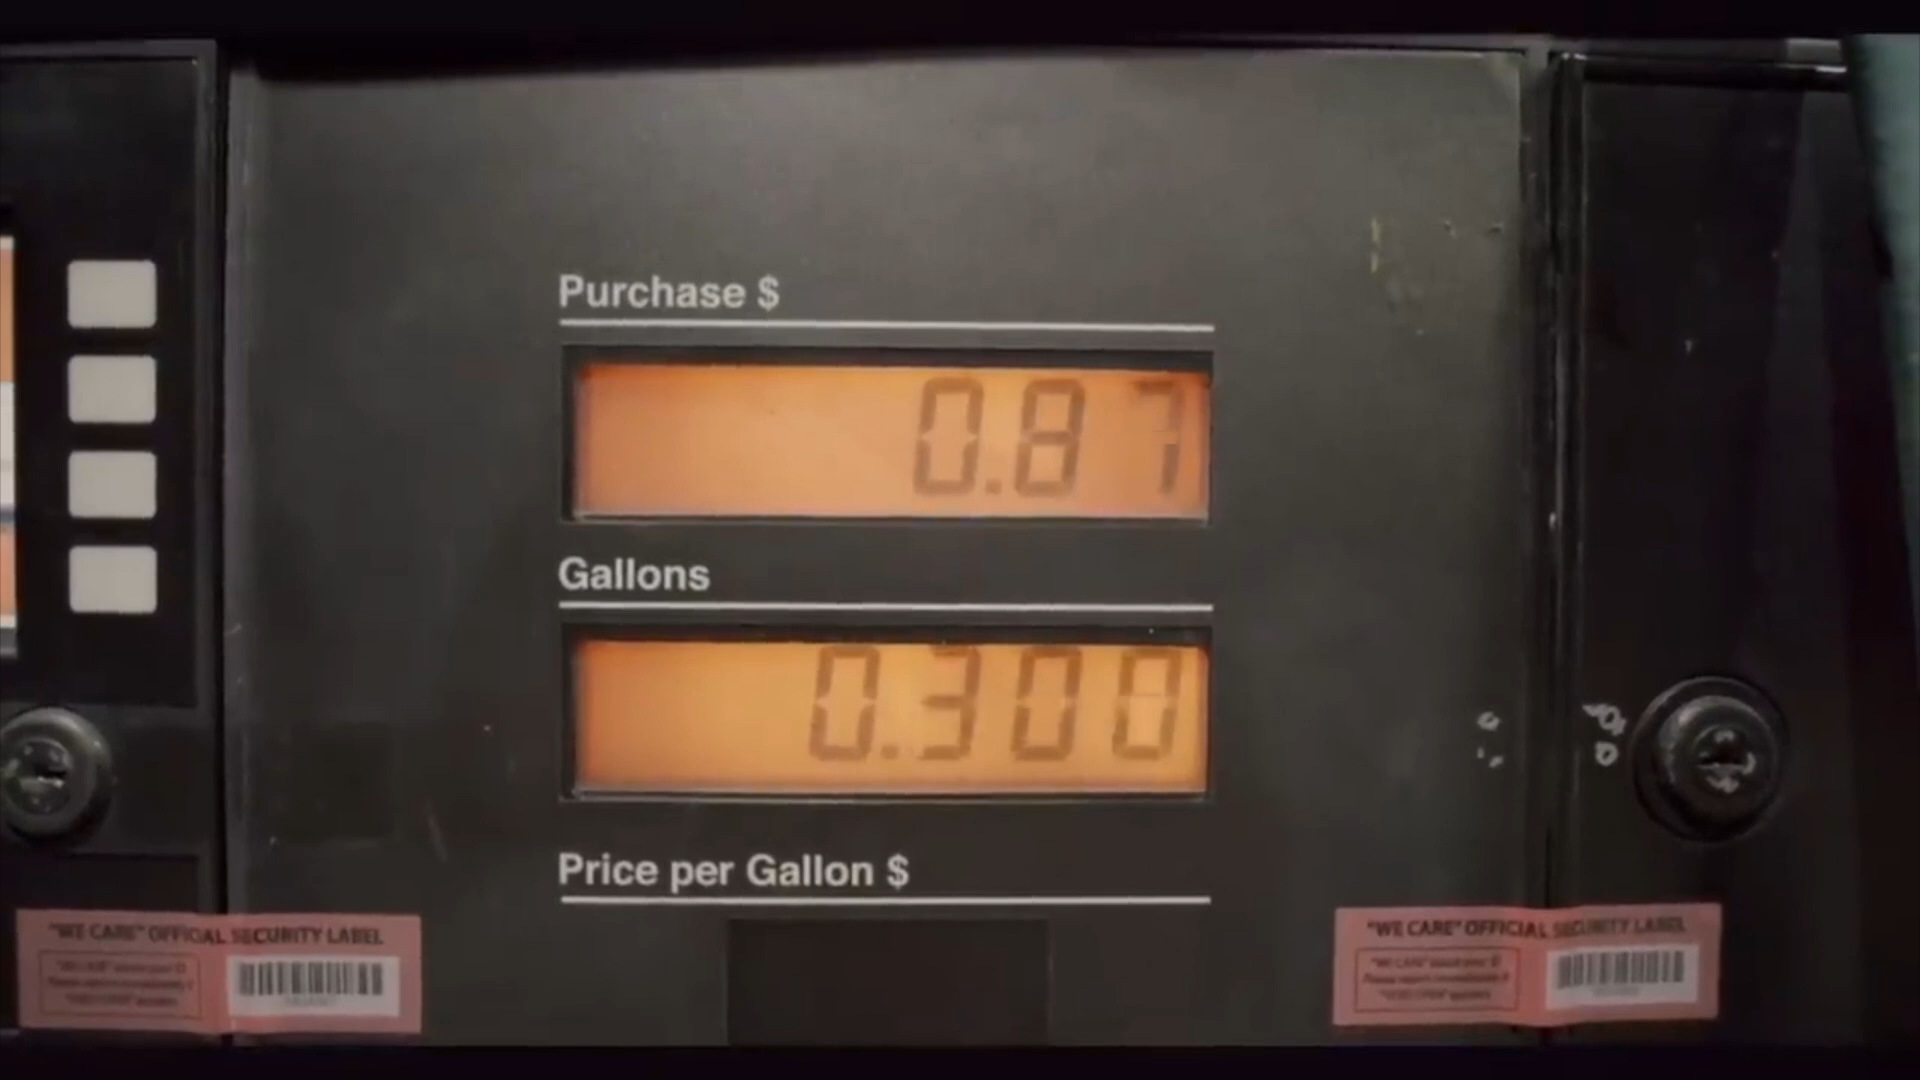 Purchase $
0.87
Gallons
0.300
Price per Gallon $
"WE CARE" OFFICIAL SECURITY LABEL
"WE CARE" OFFICIAL SECURITY LABEL